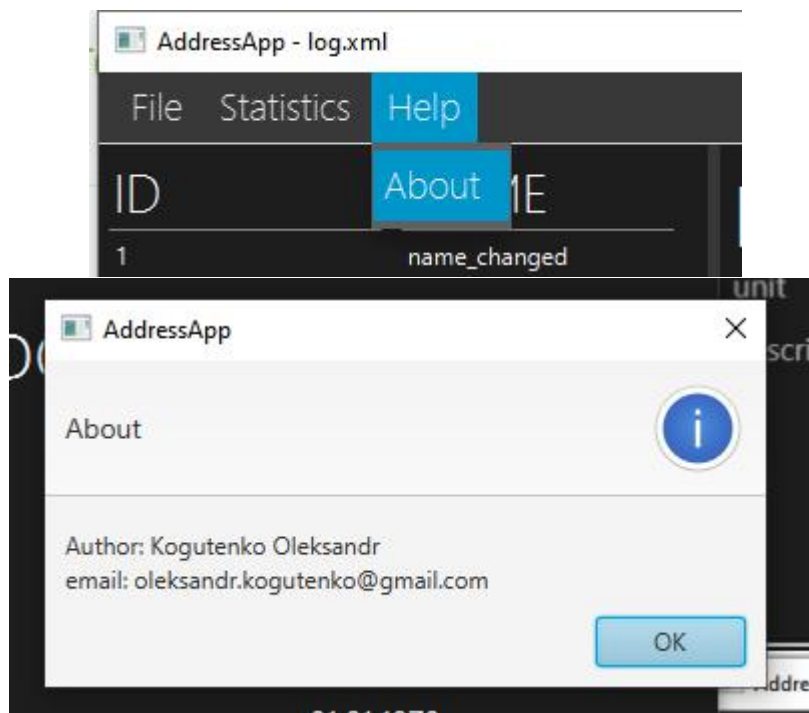 AddressApp - log.xml
File Statistics Help
About
ID
1 name_changed
unit
AddressApp
About
Author: Kogutenko Oleksandr
email: oleksandr.kogutenko@gmail.com
OK